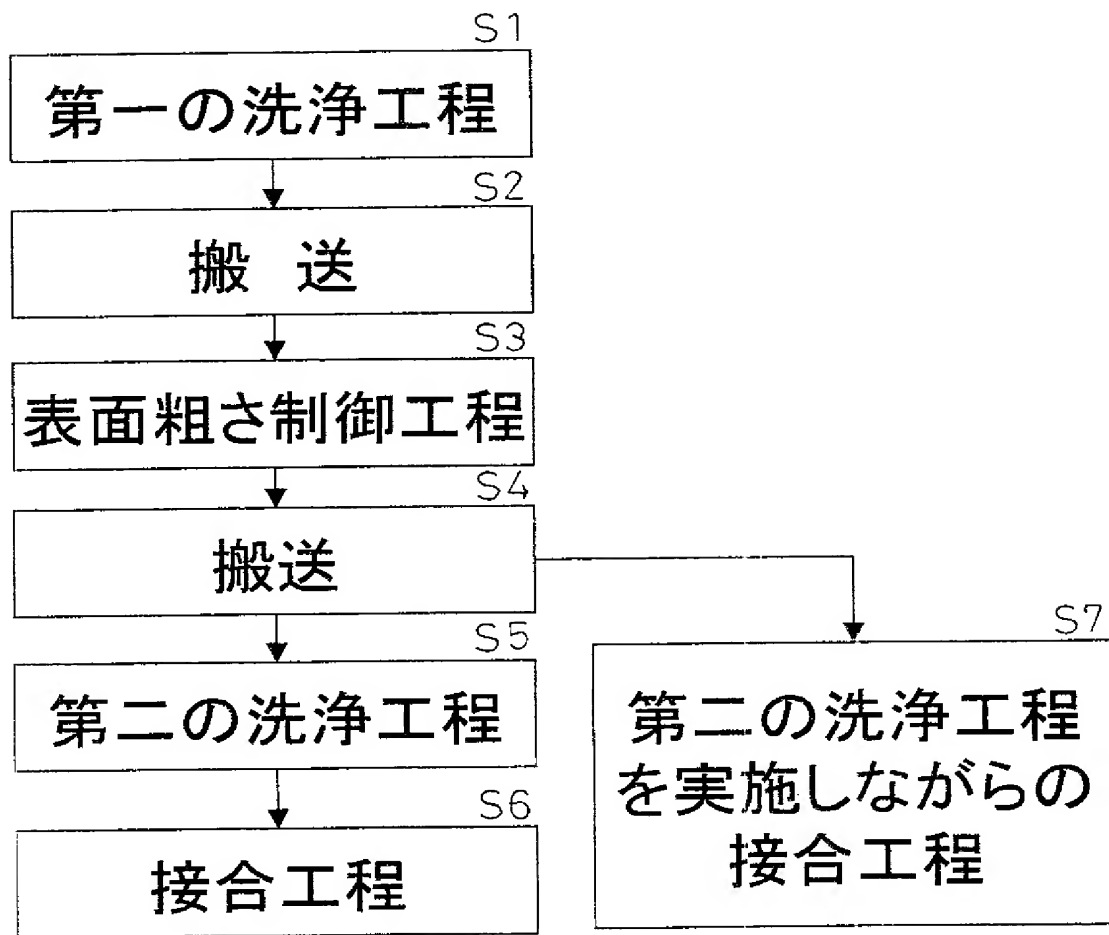 S1
第一の洗浄工程
S2
搬 送
S3
表面粗さ制御工程
S4
搬送
S5
第二の洗浄工程
S6
接合工程
S7
第二の洗浄工程
を実施しながらの
接合工程